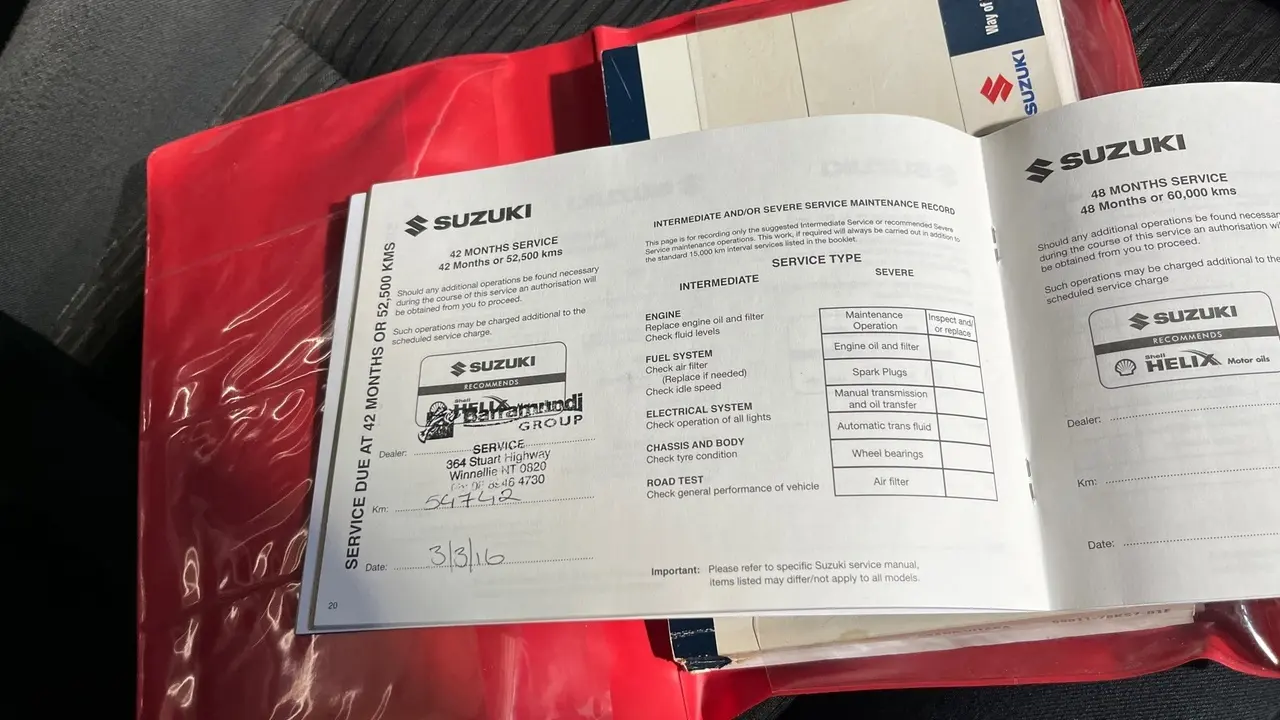 Way of
SUZUKI
SERVICE DUE AT 42 MONTHS OR 52,500 KMS
SUZUKI
42 MONTHS SERVICE
42 Months or 52,500 kms
Should any additional operations be found necessary
during the course of this service an authorisation will
be obtained from you to proceed.
Such operations may be charged additional to the
scheduled service charge.
SUZUKI
RECOMMENDS
Shell
HELIX
Barramundi
GROUP
Dealer:
SERVICE
364 Stuart Highway
Winnellie NT 0820
4730
Km: 54742
Date: 3/3/16
20
INTERMEDIATE AND/OR SEVERE SERVICE MAINTENANCE RECORD
This page is for recording only the suggested Intermediate Service or recommended Severe
Service maintenance operations. This work, if required will always be carried out in addition to
the standard 15,000 km interval services listed in the booklet.
SERVICE TYPE
INTERMEDIATE
SEVERE
ENGINE
Replace engine oil and filter
Check fluid levels
FUEL SYSTEM
Check air filter
(Replace if needed)
Check idle speed
ELECTRICAL SYSTEM
Check operation of all lights
CHASSIS AND BODY
Check tyre condition
ROAD TEST
Check general performance of vehicle
Maintenance Operation
Inspect and/ or replace
Engine oil and filter
Spark Plugs
Manual transmission
and oil transfer
Automatic trans fluid
Wheel bearings
Air filter
Important: Please refer to specific Suzuki service manual,
items listed may differ/not apply to all models.
SUZUKI
48 MONTHS SERVICE
48 Months or 60,000 kms
Should any additional operations be found
during the course of this service an authorisation
be obtained from you to proceed.
Such operations may be charged additional to the
scheduled service charge
SUZUKI
RECOMMENDS
Shell
HELIX Motor oils
Dealer:
Km:
Date: